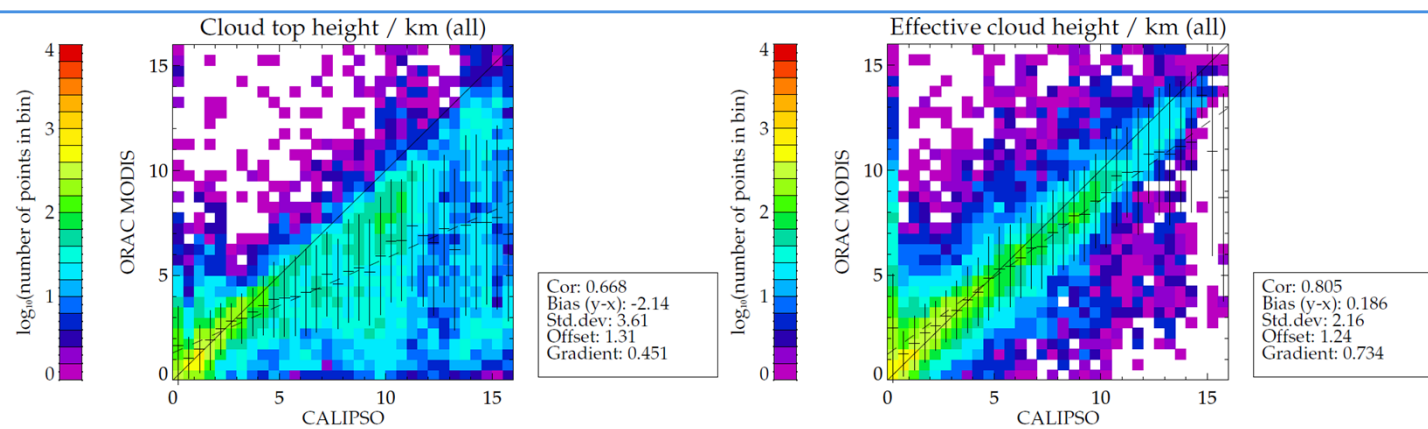 Cloud top height / km (all)
4
3
2
1
0
log₁₀(number of points in bin)
15
10
5
0
ORAC MODIS
0
5
10
15
CALIPSO
Cor: 0.668
Bias (y-x): -2.14
Std.dev: 3.61
Offset: 1.31
Gradient: 0.451
Effective cloud height / km (all)
4
3
2
1
0
log₁₀(number of points in bin)
15
10
5
0
ORAC MODIS
0
5
10
15
CALIPSO
Cor: 0.805
Bias (y-x): 0.186
Std.dev: 2.16
Offset: 1.24
Gradient: 0.734